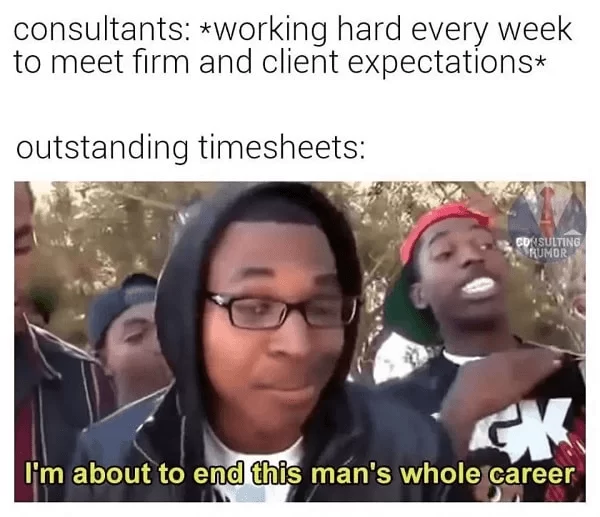 consultants: *working hard every week
to meet firm and client expectations*
outstanding timesheets:
CONSULTING
HUMOR
GK
I'm about to end this man's whole career